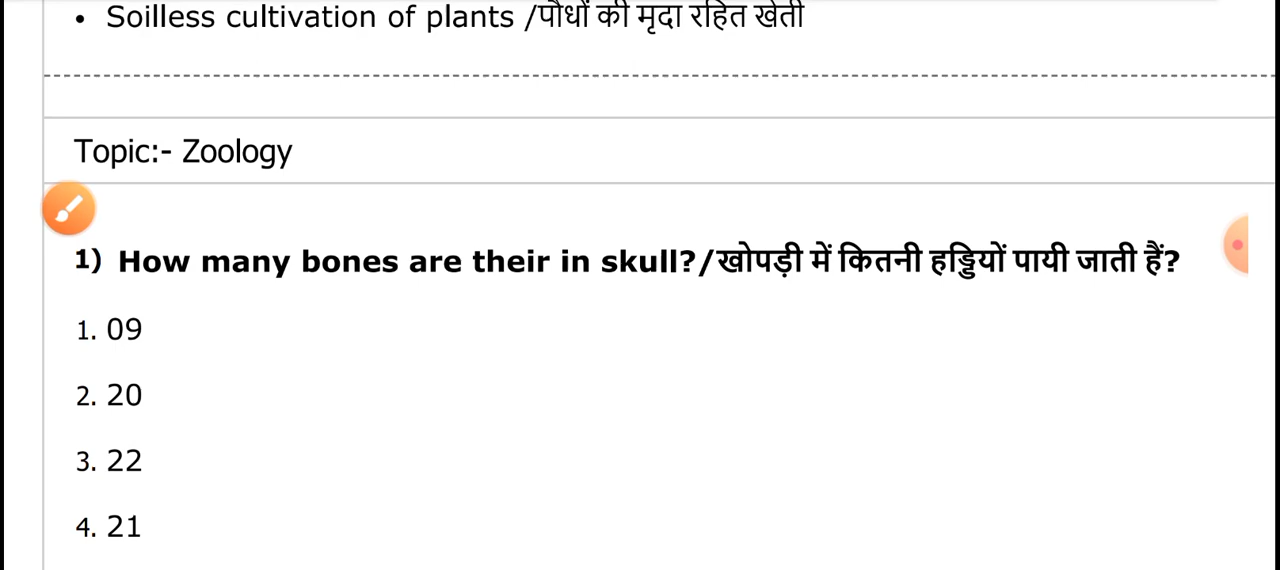 • Soilless cultivation of plants /पौधों की मृदा रहित खेती
Topic:- Zoology
1) How many bones are their in skull?/खोपड़ी में कितनी हड्डियों पायी जाती हैं?
1. 09
2. 20
3. 22
4. 21